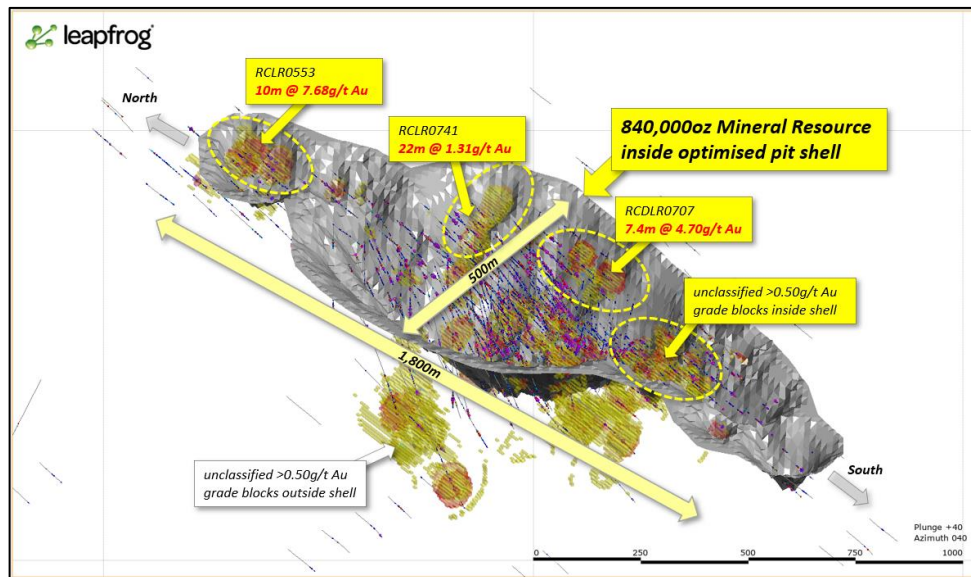 leapfrog
RCLR0553
10m @ 7.68g/t Au
North
RCLR0741
22m @ 1.31g/t Au
840,000oz Mineral Resource
inside optimised pit shell
RCDLR0707
7.4m @ 4.70g/t Au
500m
unclassified >0.50g/t Au
grade blocks inside shell
1,800m
unclassified >0.50g/t Au
grade blocks outside shell
South
Plunge +40
Azimuth 040
0 250 500 750 1000